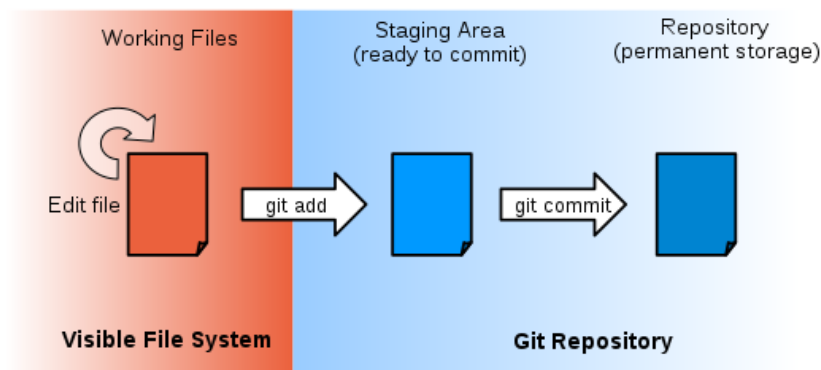 Working Files
Staging Area
(ready to commit)
Repository
(permanent storage)
Edit file
git add
git commit
Visible File System
Git Repository